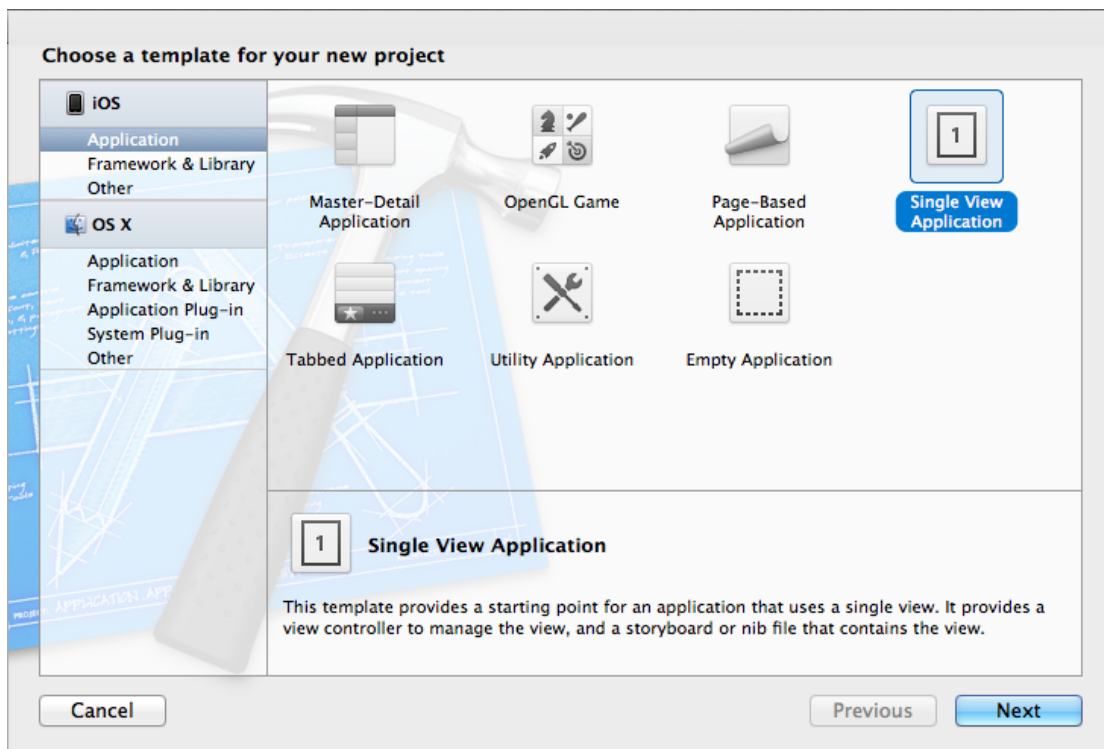 Choose a template for your new project
iOS
Application
Framework & Library
Other
OS X
Application
Framework & Library
Application Plug-in
System Plug-in
Other
Master-Detail
Application
OpenGL Game
Page-Based
Application
1
Single View
Application
Tabbed Application
Utility Application
Empty Application
1
Single View Application
This template provides a starting point for an application that uses a single view. It provides a
view controller to manage the view, and a storyboard or nib file that contains the view.
Cancel
Previous
Next